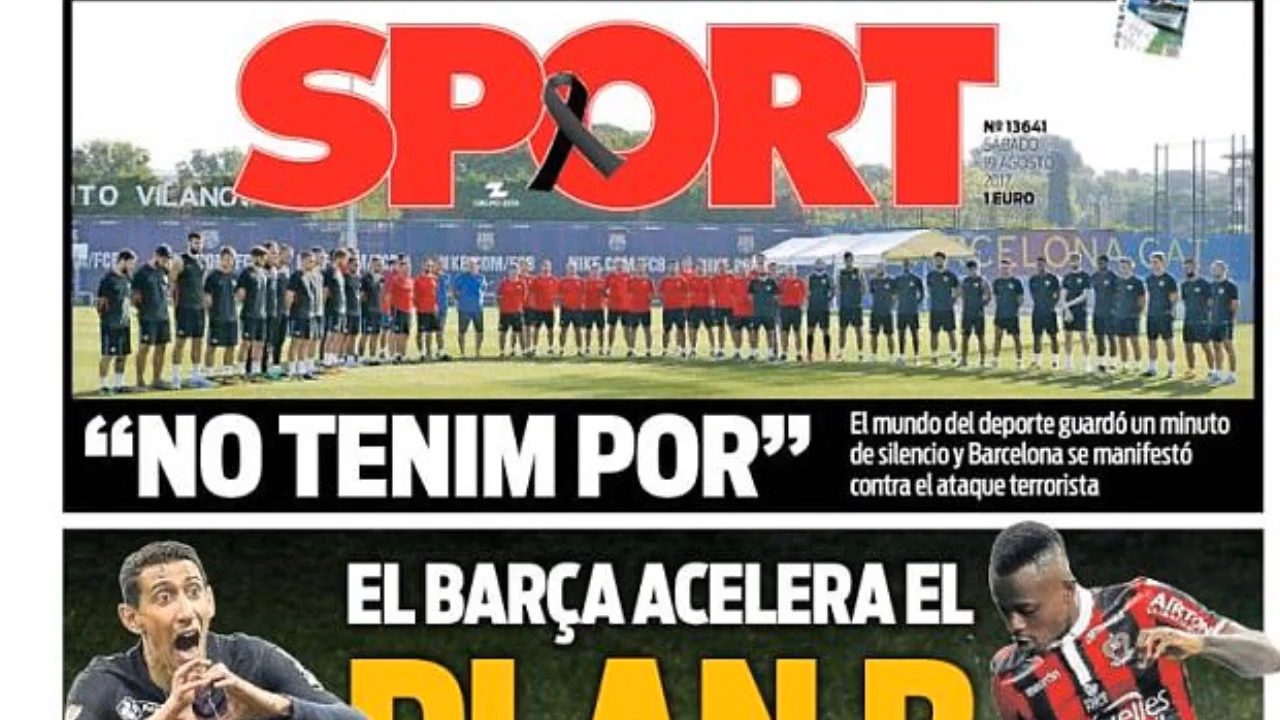 SPORT
Nº 13641
SÁBADO
19 AGOSTO
2017
1 EURO
“NO TENIM POR”
El mundo del deporte guardó un minuto
de silencio y Barcelona se manifestó
contra el ataque terrorista
EL BARÇA ACELERA EL
PLAN B